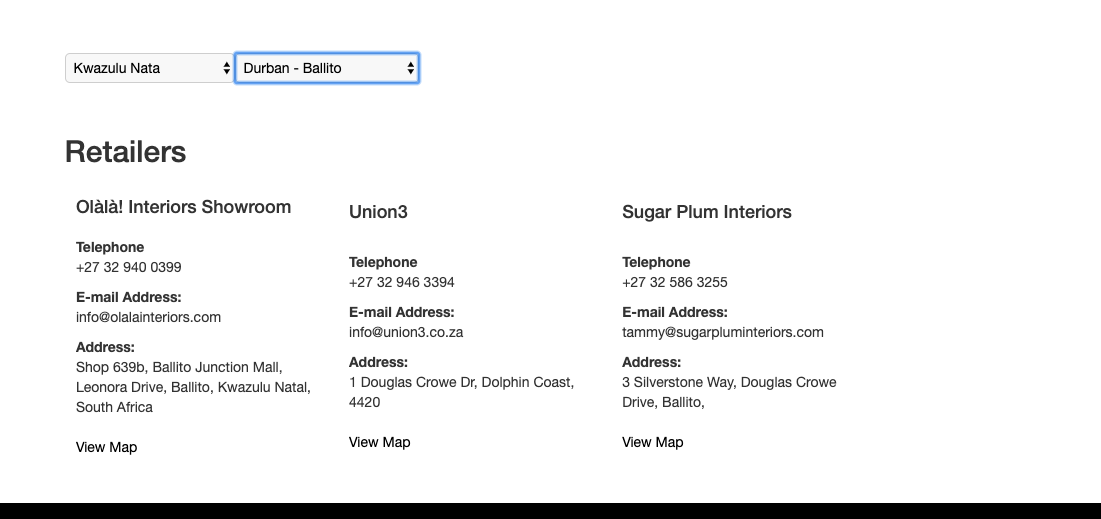 Kwazulu Nata
Durban - Ballito
Retailers
Olàlà! Interiors Showroom
Telephone
+27 32 940 0399
E-mail Address:
info@olalainteriors.com
Address:
Shop 639b, Ballito Junction Mall,
Leonora Drive, Ballito, Kwazulu Natal,
South Africa
View Map
Union3
Telephone
+27 32 946 3394
E-mail Address:
info@union3.co.za
Address:
1 Douglas Crowe Dr, Dolphin Coast,
4420
View Map
Sugar Plum Interiors
Telephone
+27 32 586 3255
E-mail Address:
tammy@sugarpluminteriors.com
Address:
3 Silverstone Way, Douglas Crowe
Drive, Ballito,
View Map